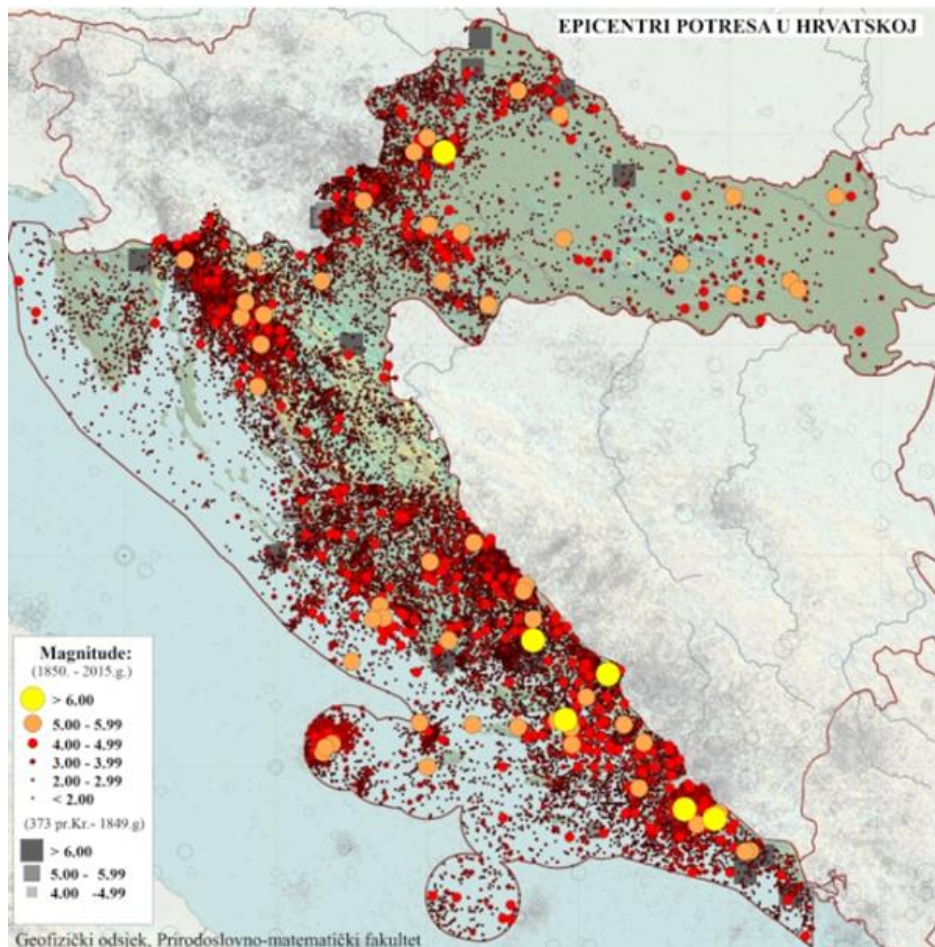 EPICENTRI POTRESA U HRVATSKOJ
Magnitude:
(1850. - 2015.g.)
> 6.00
5.00 - 5.99
4.00 - 4.99
3.00 - 3.99
2.00 - 2.99
< 2.00
(373 pr.Kr.- 1849.g)
> 6.00
5.00 - 5.99
4.00 -4.99
Geofizički odsjek, Prirodoslovno-matematički fakultet